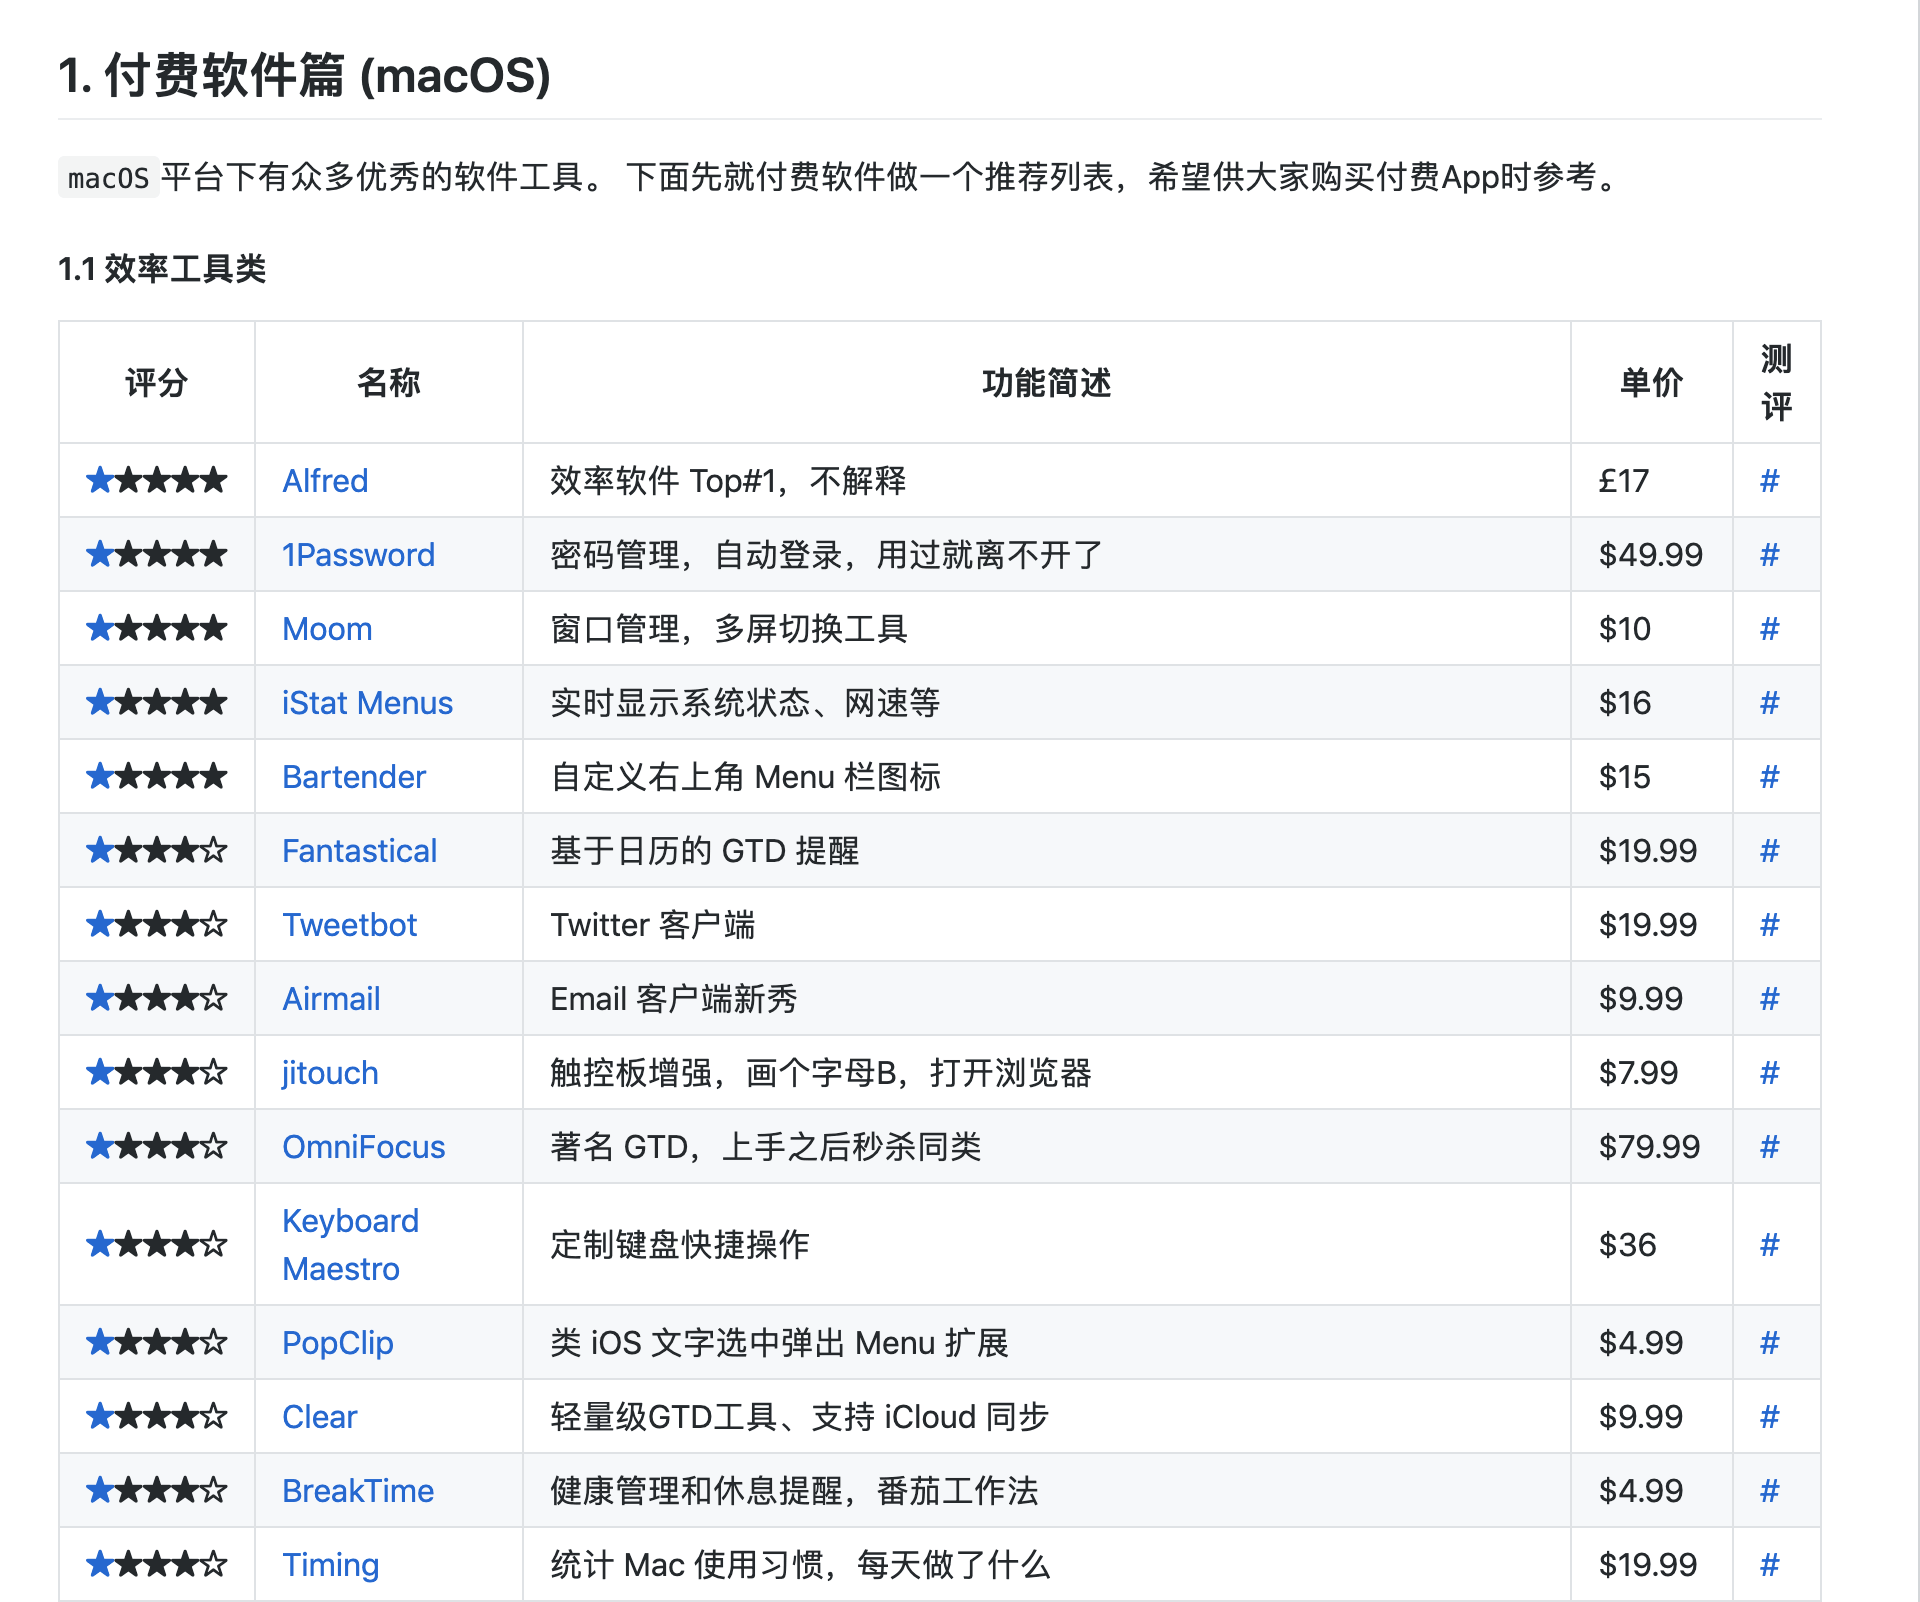 1. 付费软件篇 (macOS)
macOS平台下有众多优秀的软件工具。 下面先就付费软件做一个推荐列表，希望供大家购买付费App时参考。
1.1 效率工具类
评分 名称 功能简述 单价 测评
★★★★★ Alfred 效率软件 Top#1，不解释 £17 #
★★★★★ 1Password 密码管理，自动登录，用过就离不开了 $49.99 #
★★★★★ Moom 窗口管理，多屏切换工具 $10 #
★★★★★ iStat Menus 实时显示系统状态、网速等 $16 #
★★★★★ Bartender 自定义右上角 Menu 栏图标 $15 #
★★★★☆ Fantastical 基于日历的 GTD 提醒 $19.99 #
★★★★☆ Tweetbot Twitter 客户端 $19.99 #
★★★★☆ Airmail Email 客户端新秀 $9.99 #
★★★★☆ jitouch 触控板增强，画个字母B，打开浏览器 $7.99 #
★★★★☆ OmniFocus 著名 GTD，上手之后秒杀同类 $79.99 #
★★★★☆ Keyboard Maestro 定制键盘快捷操作 $36 #
★★★★☆ PopClip 类 iOS 文字选中弹出 Menu 扩展 $4.99 #
★★★★☆ Clear 轻量级GTD工具、支持 iCloud 同步 $9.99 #
★★★★☆ BreakTime 健康管理和休息提醒，番茄工作法 $4.99 #
★★★★☆ Timing 统计 Mac 使用习惯，每天做了什么 $19.99 #